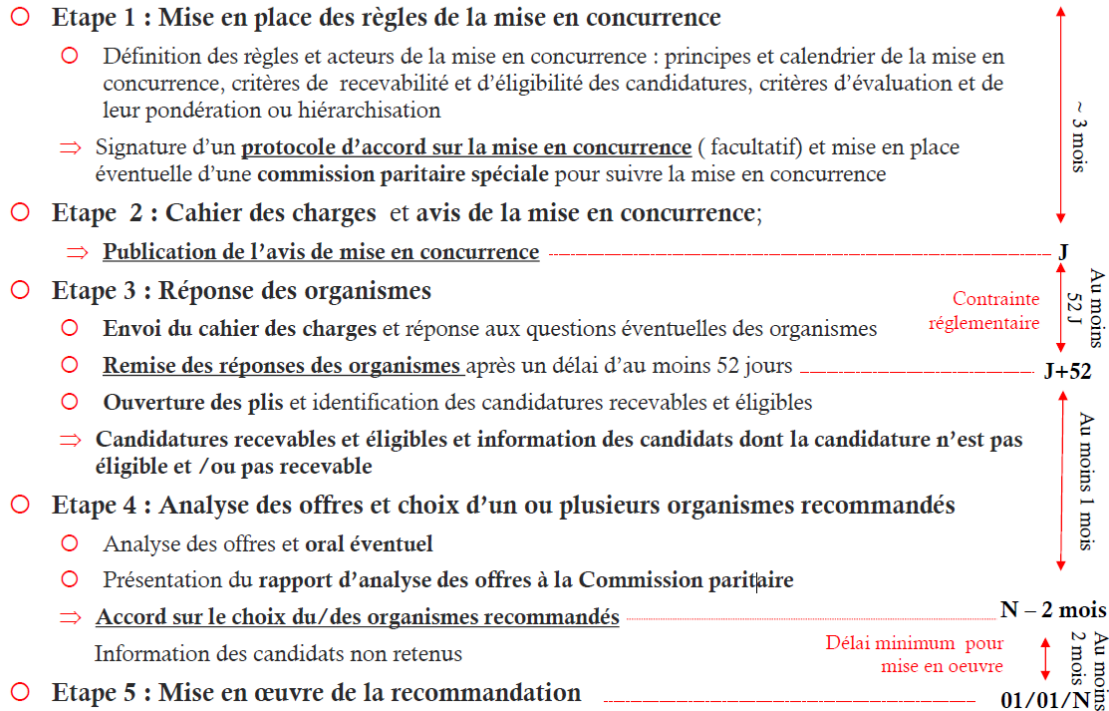 Etape 1 : Mise en place des règles de la mise en concurrence
Définition des règles et acteurs de la mise en concurrence : principes et calendrier de la mise en
concurrence, critères de recevabilité et d'éligibilité des candidatures, critères d'évaluation et de
leur pondération ou hiérarchisation
⇒ Signature d'un protocole d'accord sur la mise en concurrence ( facultatif) et mise en place
éventuelle d'une commission paritaire spéciale pour suivre la mise en concurrence
~ 3 mois
Etape 2 : Cahier des charges et avis de la mise en concurrence;
⇒ Publication de l'avis de mise en concurrence
J
Etape 3 : Réponse des organismes
Contrainte
réglementaire
Au moins
52 J
Envoi du cahier des charges et réponse aux questions éventuelles des organismes
Remise des réponses des organismes après un délai d'au moins 52 jours
J+52
Ouverture des plis et identification des candidatures recevables et éligibles
⇒ Candidatures recevables et éligibles et information des candidats dont la candidature n'est pas
éligible et /ou pas recevable
Au moins 1 mois
Etape 4 : Analyse des offres et choix d'un ou plusieurs organismes recommandés
Analyse des offres et oral éventuel
Présentation du rapport d'analyse des offres à la Commission paritaire
⇒ Accord sur le choix du/des organismes recommandés
N – 2 mois
Information des candidats non retenus
Délai minimum pour
mise en oeuvre
Au moins
2 mois
Etape 5 : Mise en œuvre de la recommandation
01/01/N